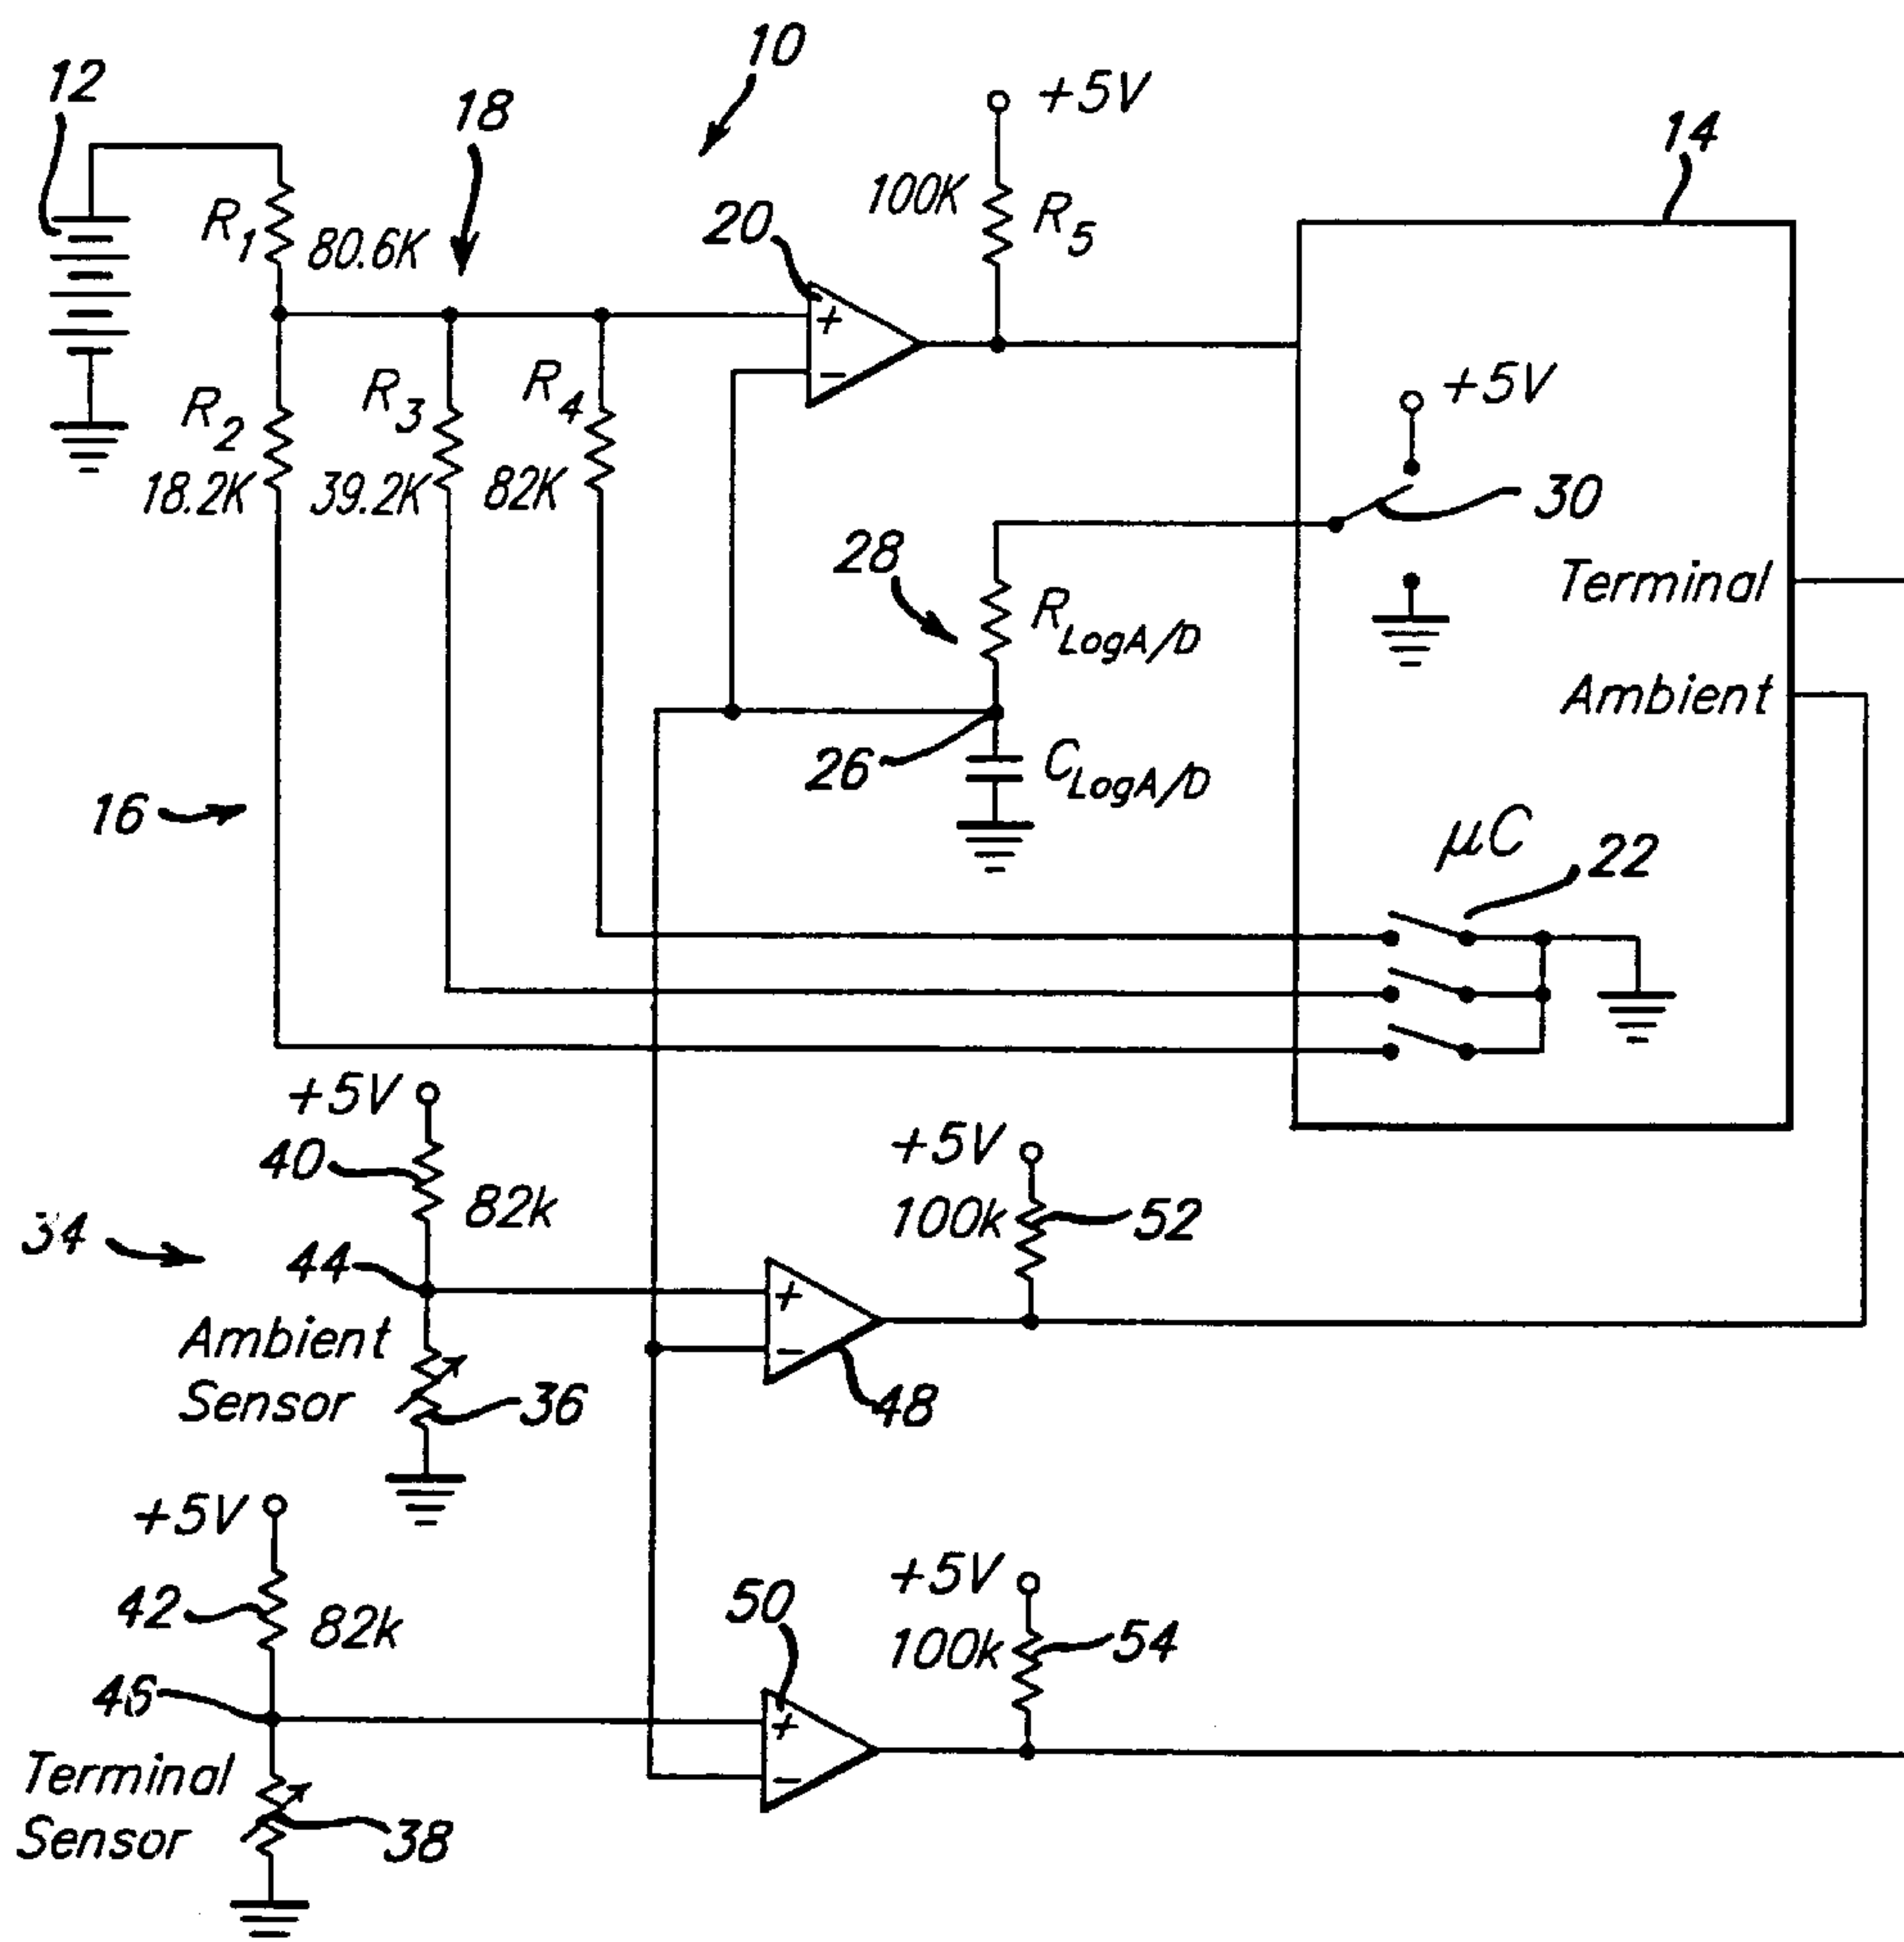 10
12
18
+5V
14
100K
R5
20
R1
80.6K
+
−
R2
18.2K
R3
39.2K
R4
82K
+5V
30
28
RLogA/D
Terminal
Ambient
26
CLogA/D
16
μC
22
+5V
40
82k
34
44
Ambient
Sensor
36
+5V
100k
52
+
−
48
+5V
42
82k
46
Terminal
Sensor
38
50
+5V
100k
54
+
−